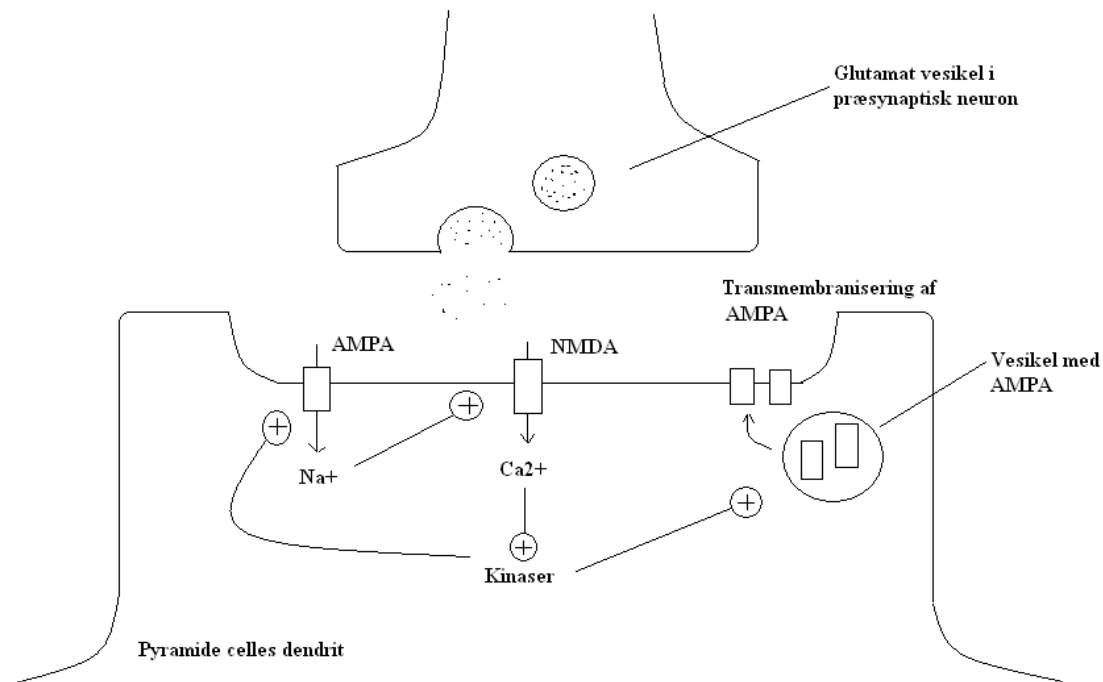 Glutamat vesikel i
præsynaptisk neuron
Transmembranisering af
AMPA
AMPA
NMDA
Vesikel med
AMPA
+
+
Na+
Ca2+
+
+
Kinaser
Pyramide celles dendrit